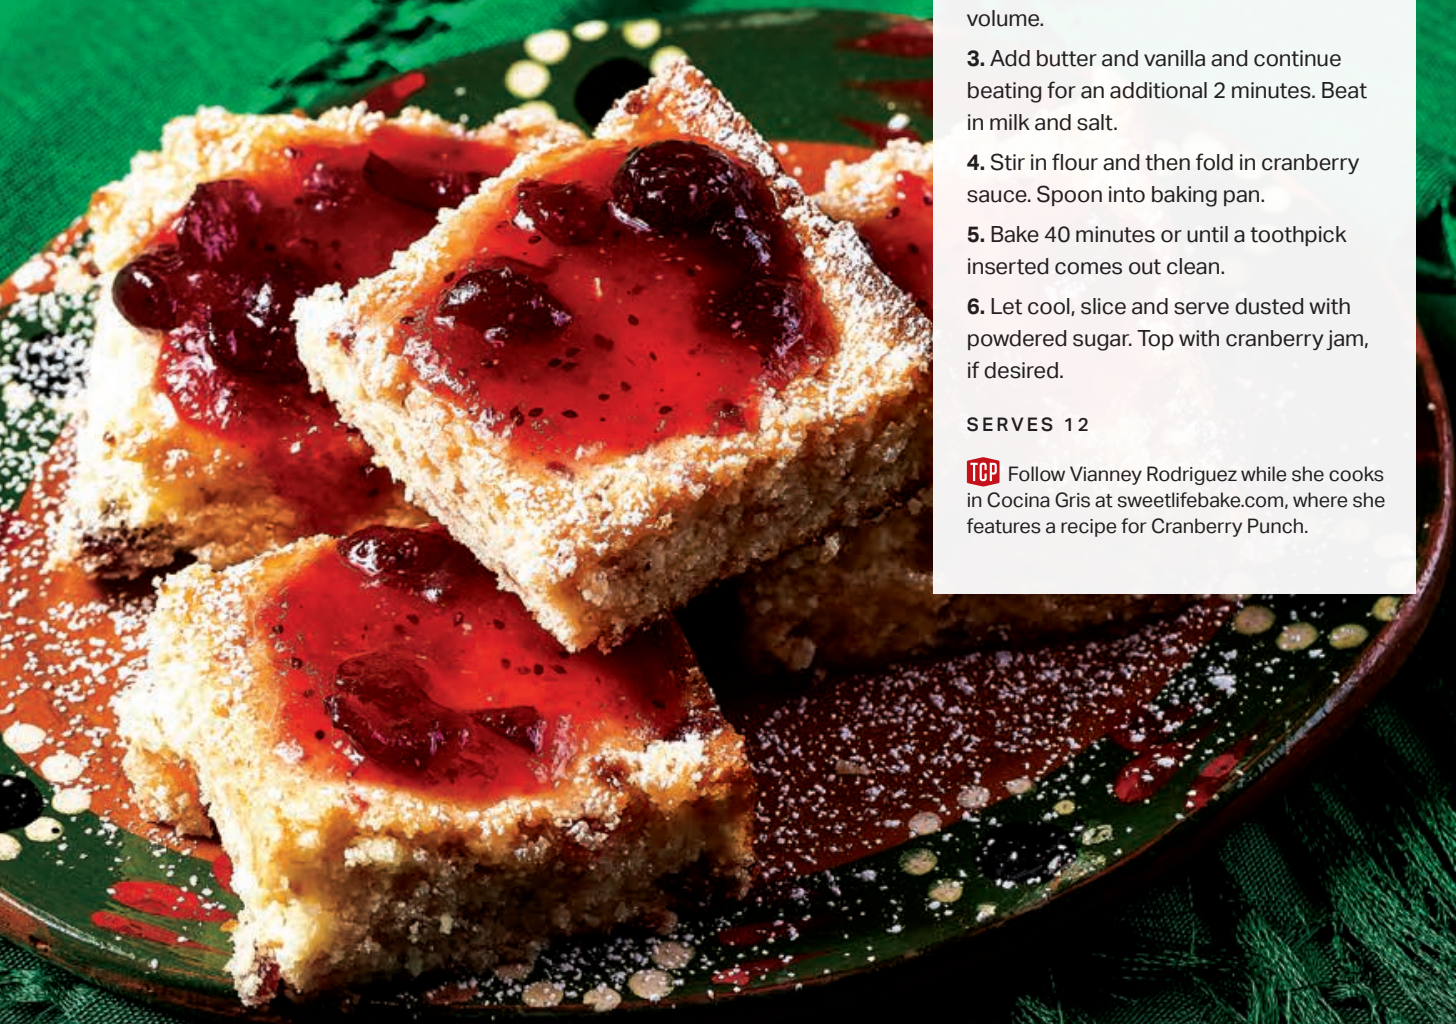 volume.
3. Add butter and vanilla and continue
beating for an additional 2 minutes. Beat
in milk and salt.
4. Stir in flour and then fold in cranberry
sauce. Spoon into baking pan.
5. Bake 40 minutes or until a toothpick
inserted comes out clean.
6. Let cool, slice and serve dusted with
powdered sugar. Top with cranberry jam,
if desired.
SERVES 12
TCP Follow Vianney Rodriguez while she cooks
in Cocina Gris at sweetlifebake.com, where she
features a recipe for Cranberry Punch.